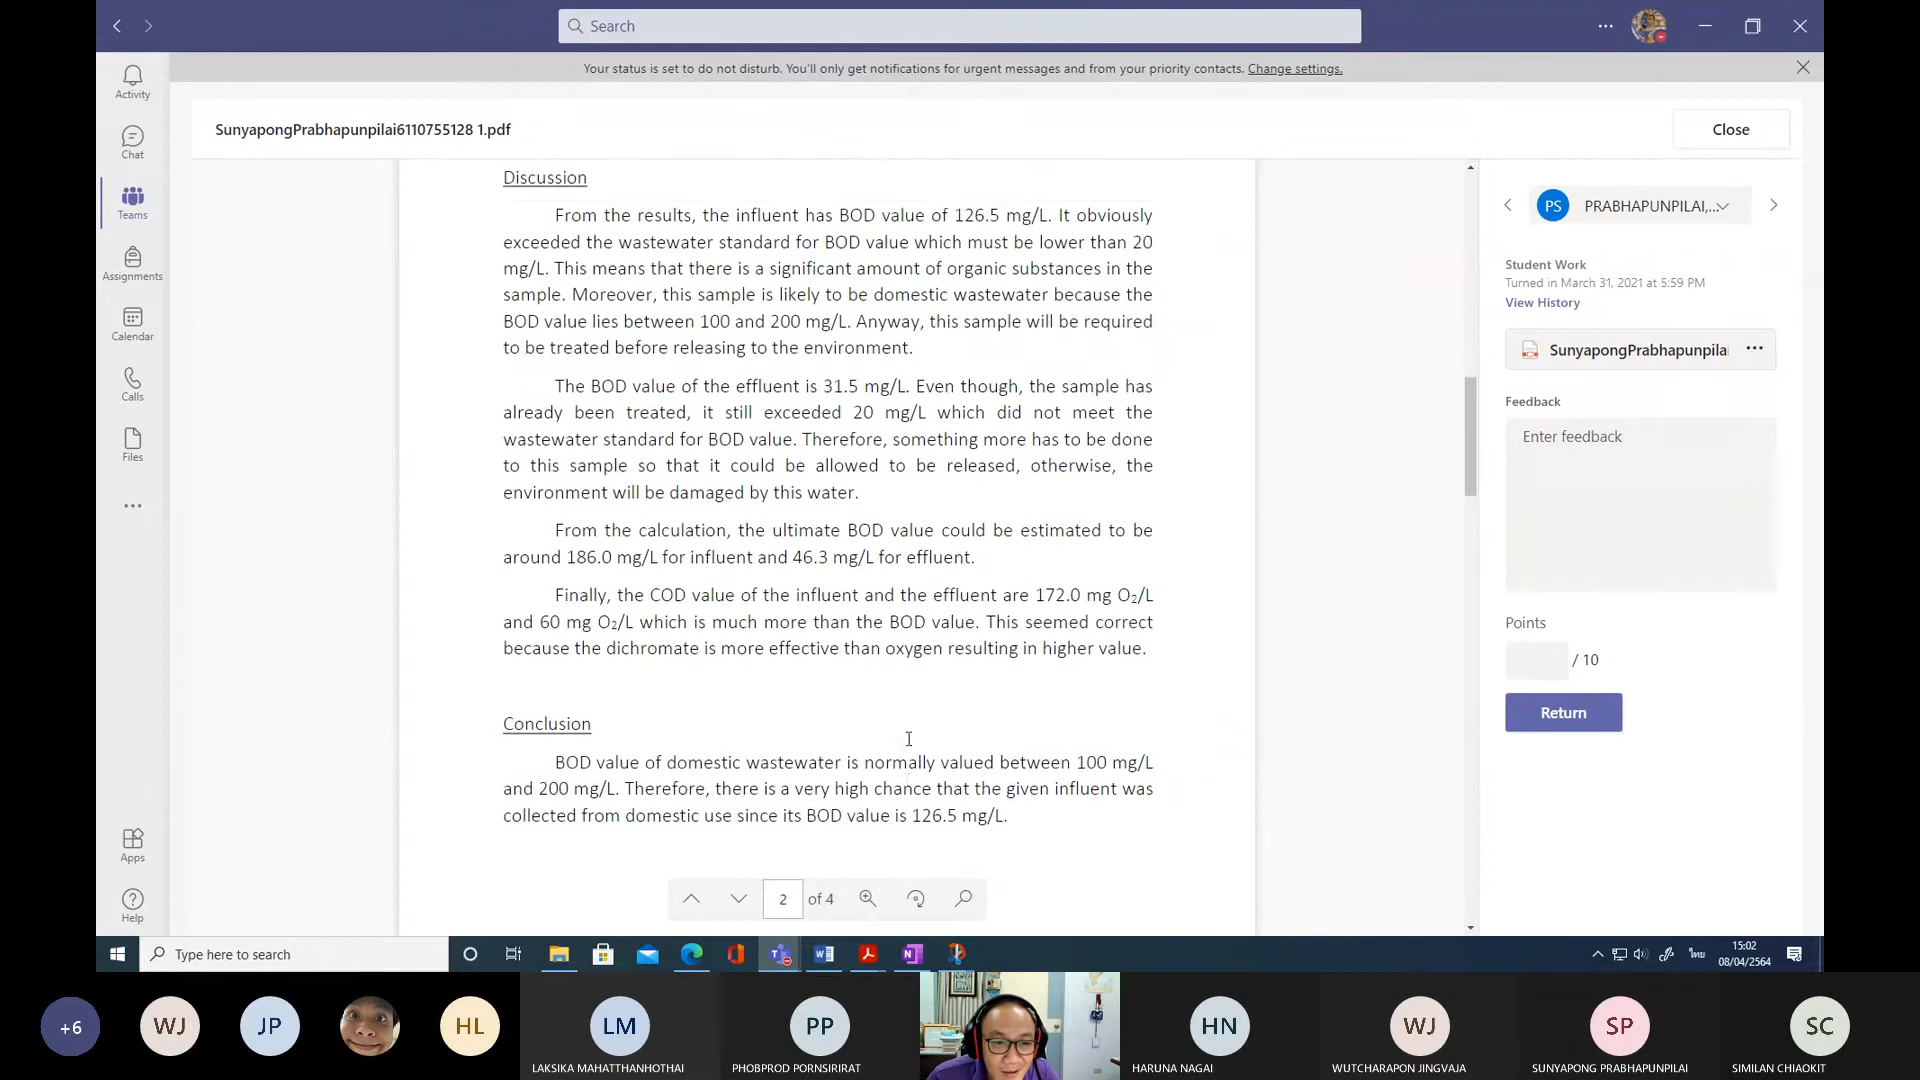 Search
Your status is set to do not disturb. You'll only get notifications for urgent messages and from your priority contacts. Change settings.
Activity
Chat
Teams
Assignments
Calendar
Calls
Files
Apps
Help
SunyapongPrabhapunpilai6110755128 1.pdf
Close
Discussion
From the results, the influent has BOD value of 126.5 mg/L. It obviously
exceeded the wastewater standard for BOD value which must be lower than 20
mg/L. This means that there is a significant amount of organic substances in the
sample. Moreover, this sample is likely to be domestic wastewater because the
BOD value lies between 100 and 200 mg/L. Anyway, this sample will be required
to be treated before releasing to the environment.
The BOD value of the effluent is 31.5 mg/L. Even though, the sample has
already been treated, it still exceeded 20 mg/L which did not meet the
wastewater standard for BOD value. Therefore, something more has to be done
to this sample so that it could be allowed to be released, otherwise, the
environment will be damaged by this water.
From the calculation, the ultimate BOD value could be estimated to be
around 186.0 mg/L for influent and 46.3 mg/L for effluent.
Finally, the COD value of the influent and the effluent are 172.0 mg O₂/L
and 60 mg O₂/L which is much more than the BOD value. This seemed correct
because the dichromate is more effective than oxygen resulting in higher value.
Conclusion
BOD value of domestic wastewater is normally valued between 100 mg/L
and 200 mg/L. Therefore, there is a very high chance that the given influent was
collected from domestic use since its BOD value is 126.5 mg/L.
2 of 4
PS PRABHAPUNPILAI,...
Student Work
Turned in March 31, 2021 at 5:59 PM
View History
SunyapongPrabhapunpilai
Feedback
Enter feedback
Points
/ 10
Return
Type here to search
ไทย
15:02
08/04/2564
+6
WJ
JP
HL
LM
LAKSIKA MAHATTHANHOTHAI
PP
PHOBPROD PORNSIRIRAT
HN
HARUNA NAGAI
WJ
WUTCHARAPON JINGVAJA
SP
SUNYAPONG PRABHAPUNPILAI
SC
SIMILAN CHIAOKIT